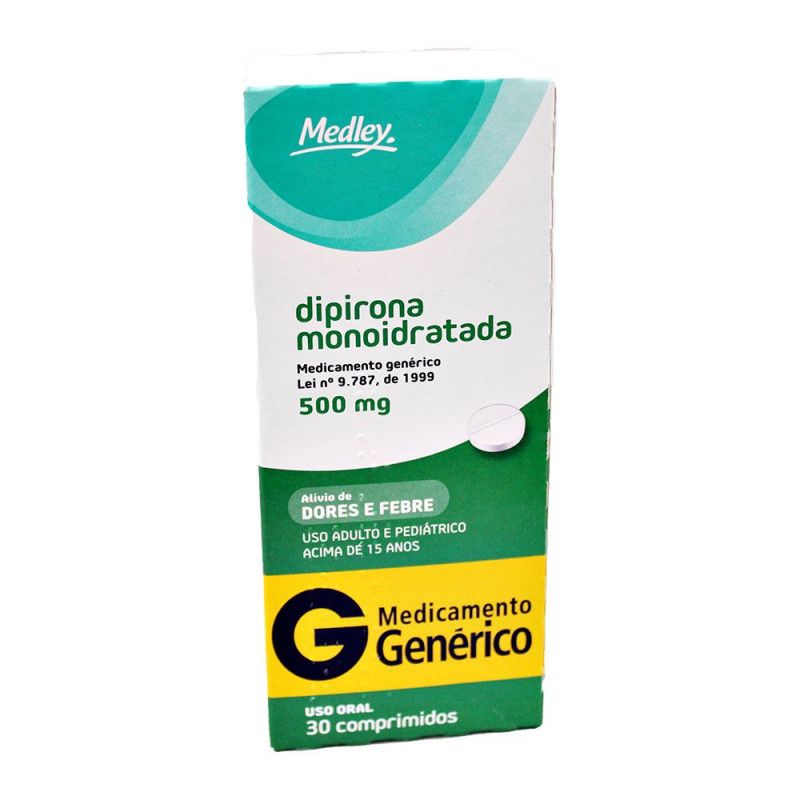 Medley.
dipirona
monoidratada
Medicamento genérico
Lei nº 9.787, de 1999
500 mg
Alívio de
DORES E FEBRE
USO ADULTO E PEDIÁTRICO
ACIMA DE 15 ANOS
G Medicamento
Genérico
USO ORAL
30 comprimidos